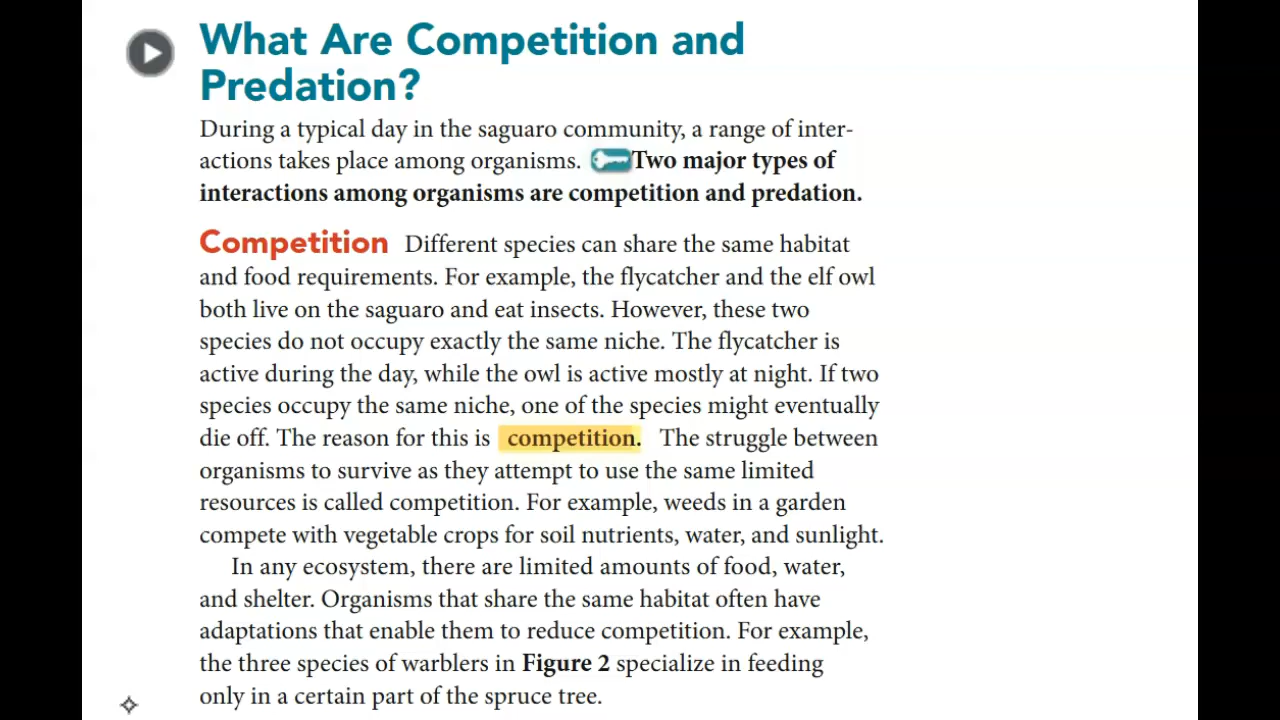 What Are Competition and
Predation?
During a typical day in the saguaro community, a range of inter-
actions takes place among organisms. Two major types of
interactions among organisms are competition and predation.
Competition Different species can share the same habitat
and food requirements. For example, the flycatcher and the elf owl
both live on the saguaro and eat insects. However, these two
species do not occupy exactly the same niche. The flycatcher is
active during the day, while the owl is active mostly at night. If two
species occupy the same niche, one of the species might eventually
die off. The reason for this is competition. The struggle between
organisms to survive as they attempt to use the same limited
resources is called competition. For example, weeds in a garden
compete with vegetable crops for soil nutrients, water, and sunlight.
In any ecosystem, there are limited amounts of food, water,
and shelter. Organisms that share the same habitat often have
adaptations that enable them to reduce competition. For example,
the three species of warblers in Figure 2 specialize in feeding
only in a certain part of the spruce tree.